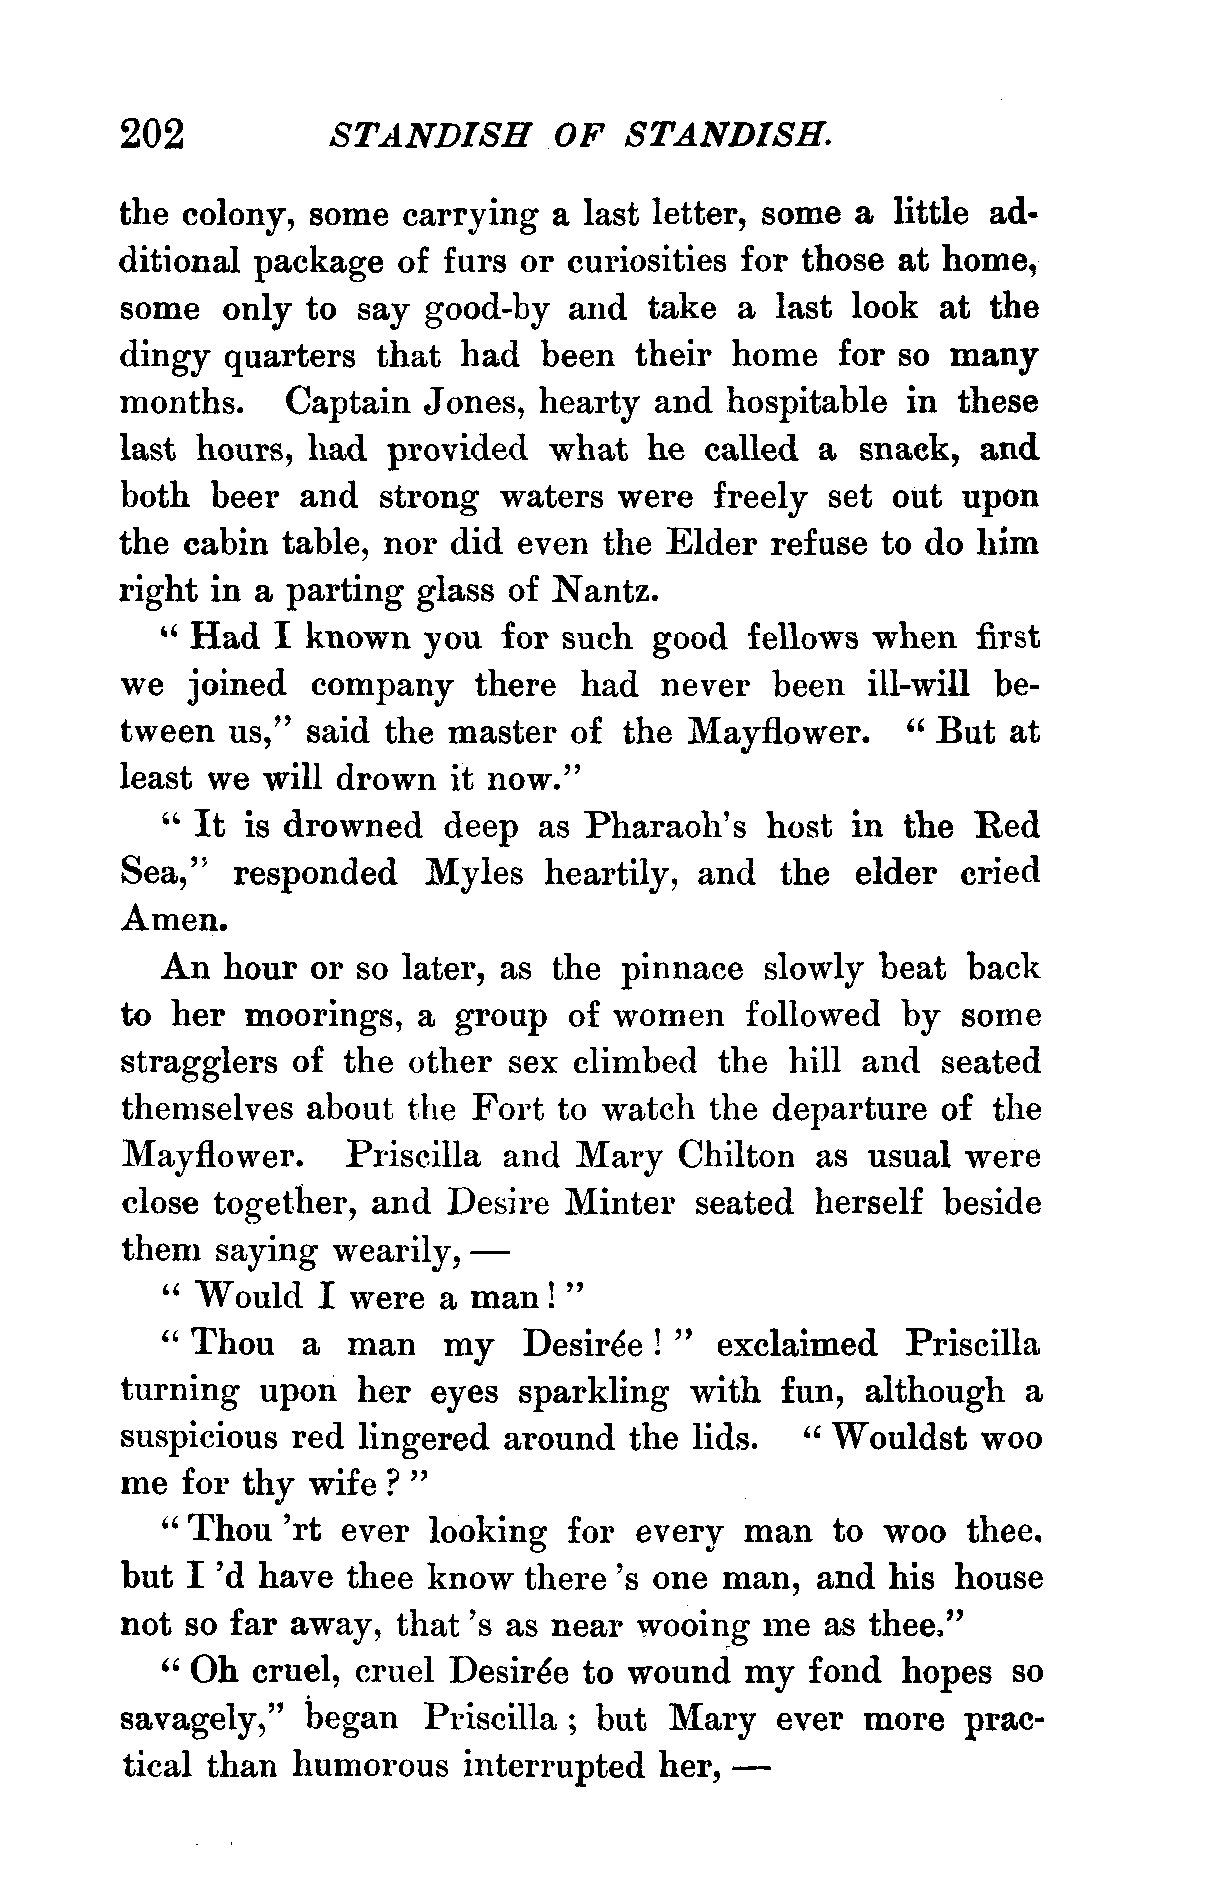 202 STANDISH OF STANDISH.
the colony, some carrying a last letter, some a little ad-
ditional package of furs or curiosities for those at home,
some only to say good-by and take a last look at the
dingy quarters that had been their home for so many
months. Captain Jones, hearty and hospitable in these
last hours, had provided what he called a snack, and
both beer and strong waters were freely set out upon
the cabin table, nor did even the Elder refuse to do him
right in a parting glass of Nantz.
“ Had I known you for such good fellows when first
we joined company there had never been ill-will be-
tween us,” said the master of the Mayflower. “ But at
least we will drown it now.”
“ It is drowned deep as Pharaoh’s host in the Red
Sea,” responded Myles heartily, and the elder cried
Amen.
An hour or so later, as the pinnace slowly beat back
to her moorings, a group of women followed by some
stragglers of the other sex climbed the hill and seated
themselves about the Fort to watch the departure of the
Mayflower. Priscilla and Mary Chilton as usual were
close together, and Desire Minter seated herself beside
them saying wearily, —
“ Would I were a man ! ”
“ Thou a man my Desirée ! ” exclaimed Priscilla
turning upon her eyes sparkling with fun, although a
suspicious red lingered around the lids. “ Wouldst woo
me for thy wife ? ”
“ Thou ’rt ever looking for every man to woo thee,
but I ’d have thee know there ’s one man, and his house
not so far away, that ’s as near wooing me as thee.”
“ Oh cruel, cruel Desirée to wound my fond hopes so
savagely,” began Priscilla ; but Mary ever more prac-
tical than humorous interrupted her, —